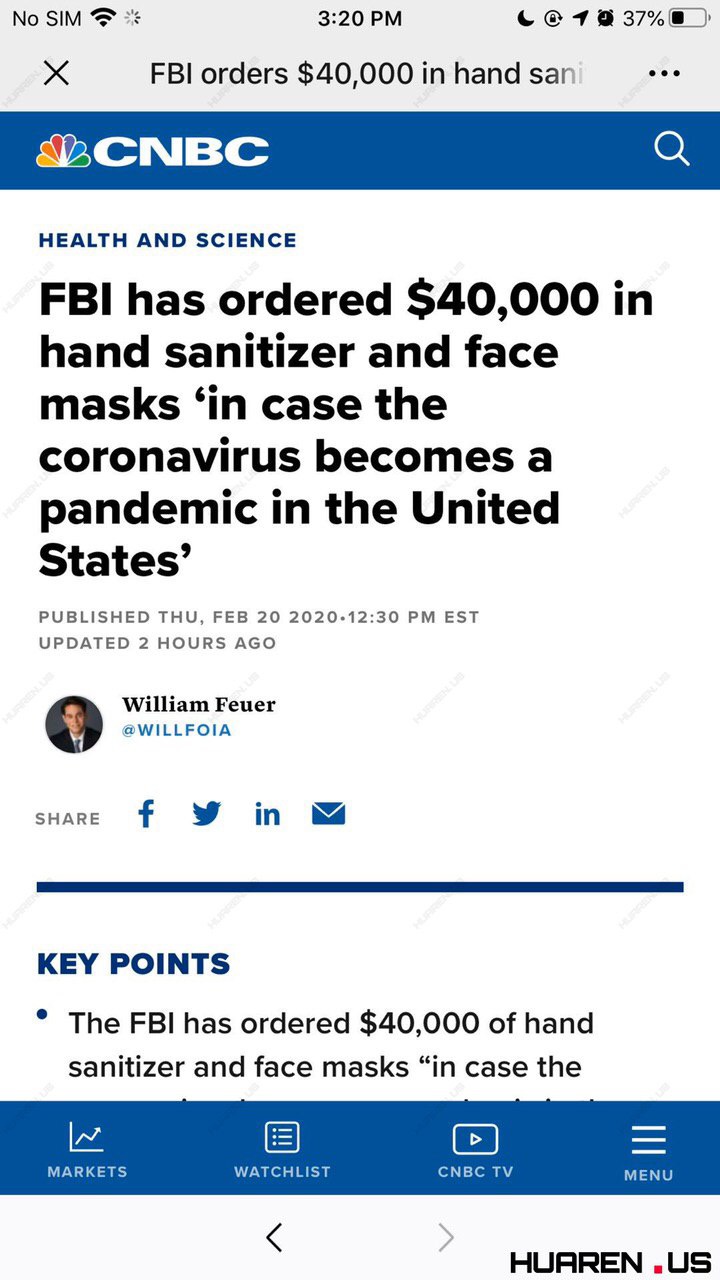 No SIM 3:20 PM 37%
FBI orders $40,000 in hand sani
CNBC
HEALTH AND SCIENCE
FBI has ordered $40,000 in
hand sanitizer and face
masks ‘in case the
coronavirus becomes a
pandemic in the United
States’
PUBLISHED THU, FEB 20 2020•12:30 PM EST
UPDATED 2 HOURS AGO
William Feuer
@WILLFOIA
SHARE
KEY POINTS
• The FBI has ordered $40,000 of hand
sanitizer and face masks “in case the
MARKETS WATCHLIST CNBC TV MENU
HUAREN.US